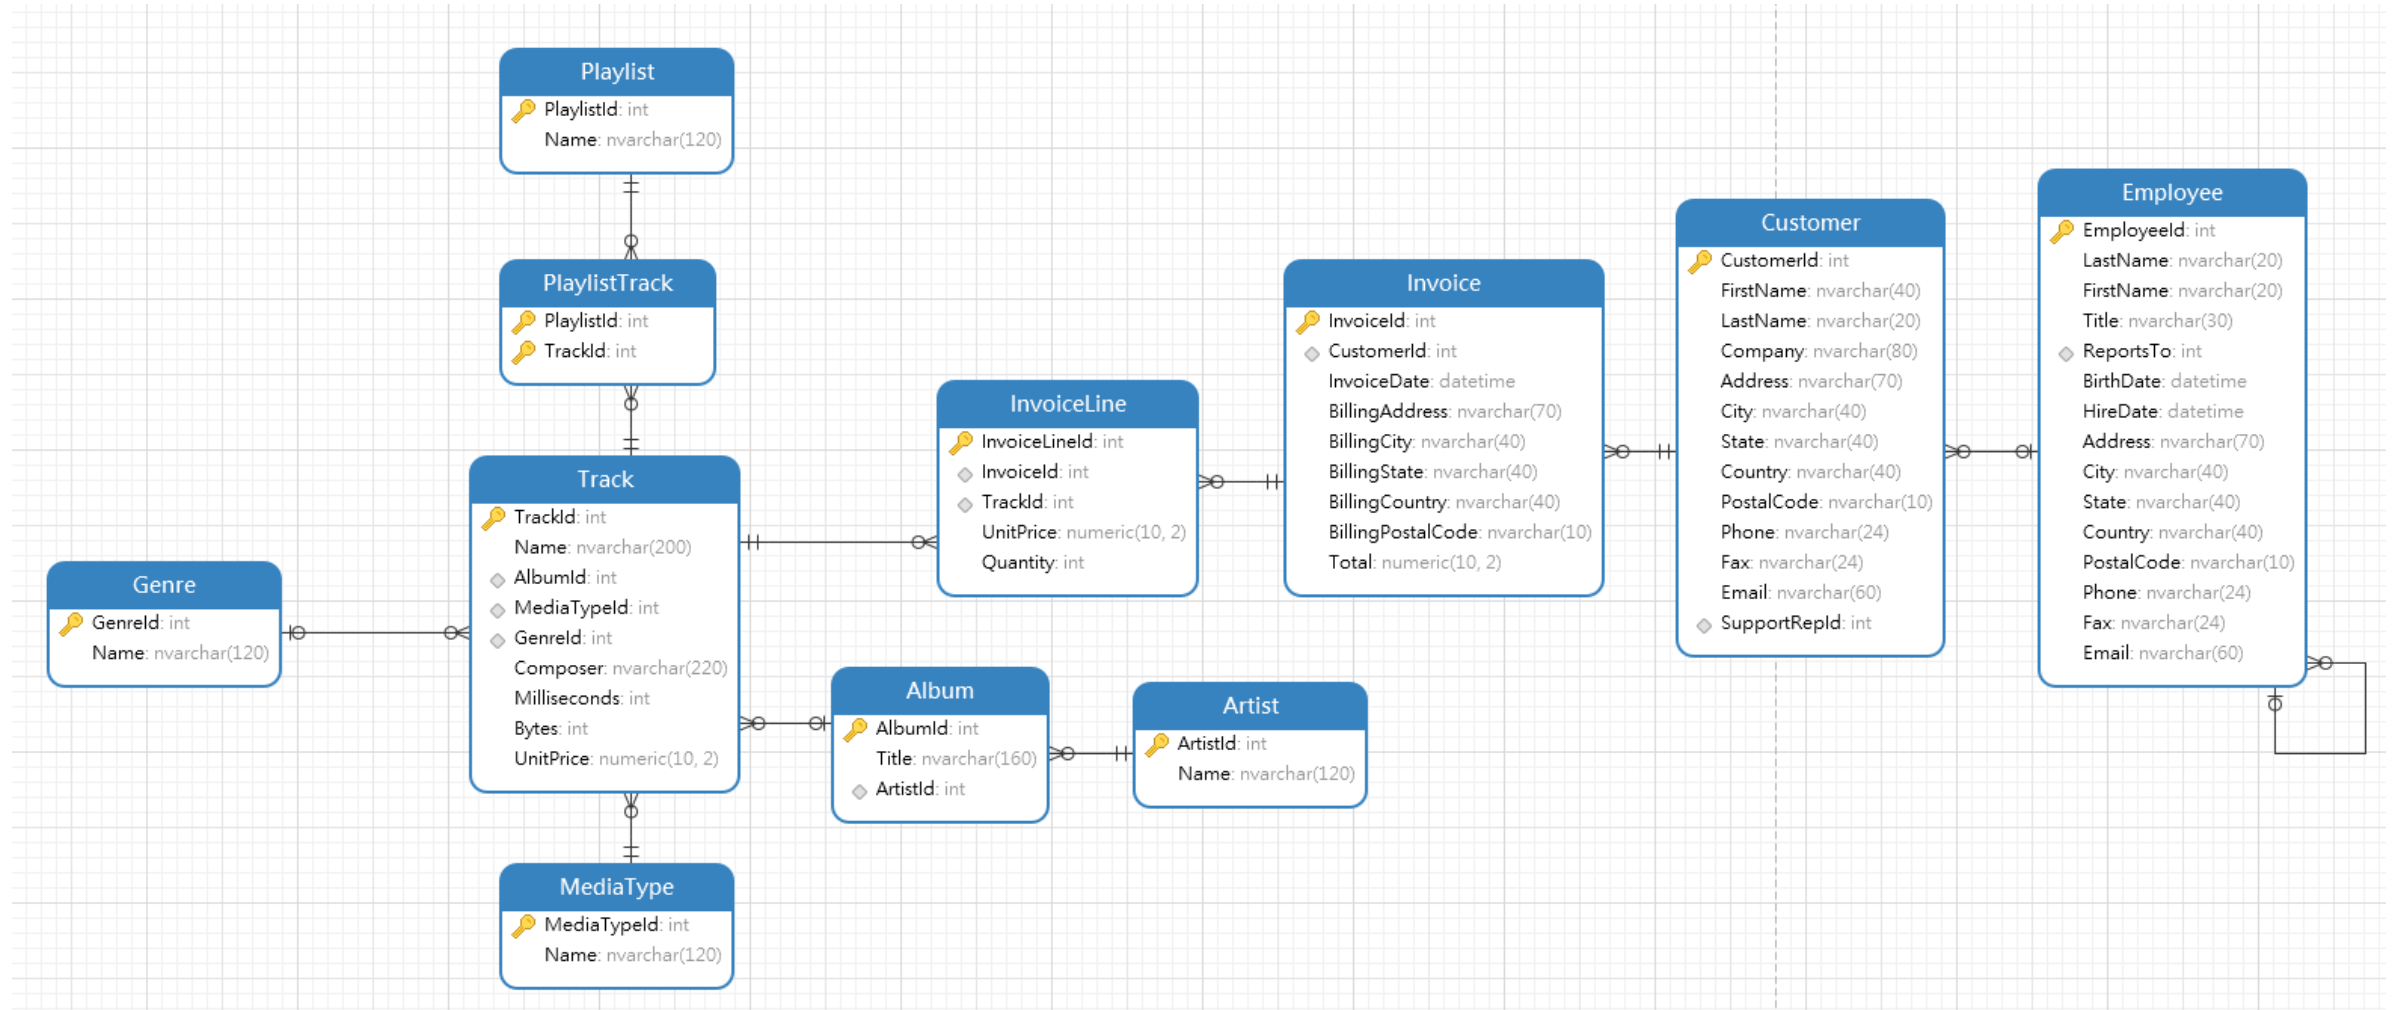 Playlist
PlaylistId: int
Name: nvarchar(120)
PlaylistTrack
PlaylistId: int
TrackId: int
Track
TrackId: int
Name: nvarchar(200)
AlbumId: int
MediaTypeId: int
GenreId: int
Composer: nvarchar(220)
Milliseconds: int
Bytes: int
UnitPrice: numeric(10, 2)
Genre
GenreId: int
Name: nvarchar(120)
MediaType
MediaTypeId: int
Name: nvarchar(120)
Album
AlbumId: int
Title: nvarchar(160)
ArtistId: int
Artist
ArtistId: int
Name: nvarchar(120)
InvoiceLine
InvoiceLineId: int
InvoiceId: int
TrackId: int
UnitPrice: numeric(10, 2)
Quantity: int
Invoice
InvoiceId: int
CustomerId: int
InvoiceDate: datetime
BillingAddress: nvarchar(70)
BillingCity: nvarchar(40)
BillingState: nvarchar(40)
BillingCountry: nvarchar(40)
BillingPostalCode: nvarchar(10)
Total: numeric(10, 2)
Customer
CustomerId: int
FirstName: nvarchar(40)
LastName: nvarchar(20)
Company: nvarchar(80)
Address: nvarchar(70)
City: nvarchar(40)
State: nvarchar(40)
Country: nvarchar(40)
PostalCode: nvarchar(10)
Phone: nvarchar(24)
Fax: nvarchar(24)
Email: nvarchar(60)
SupportRepId: int
Employee
EmployeeId: int
LastName: nvarchar(20)
FirstName: nvarchar(20)
Title: nvarchar(30)
ReportsTo: int
BirthDate: datetime
HireDate: datetime
Address: nvarchar(70)
City: nvarchar(40)
State: nvarchar(40)
Country: nvarchar(40)
PostalCode: nvarchar(10)
Phone: nvarchar(24)
Fax: nvarchar(24)
Email: nvarchar(60)